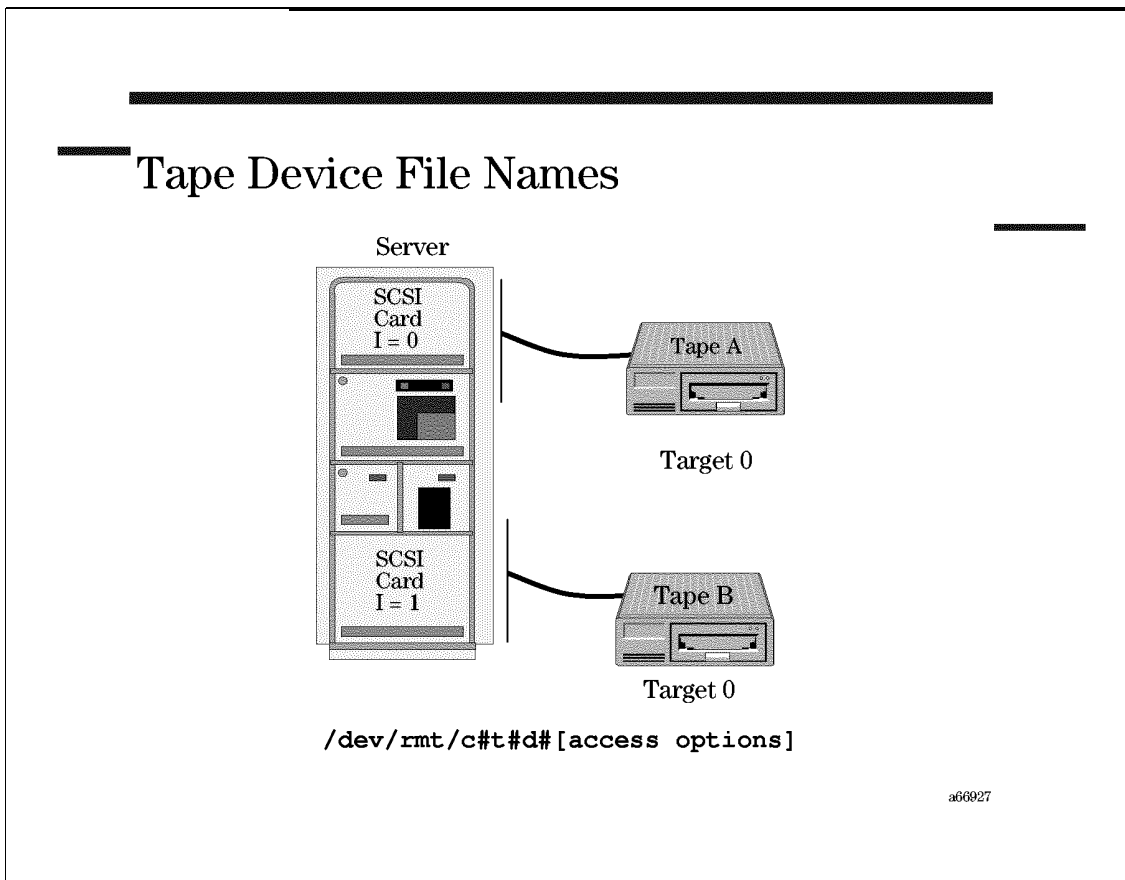 Tape Device File Names
Server
SCSI
Card
I = 0
Tape A
Target 0
SCSI
Card
I = 1
Tape B
Target 0
/dev/rmt/c#t#d#[access options]
a66927